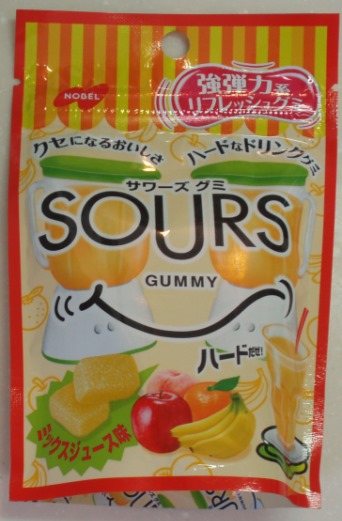 NOBEL
強弾力系
リフレッシュグミ
クセになるおいしさ
ハードなドリンクグミ
サワーズ グミ
SOURS
GUMMY
ハードだぜ!
ミックスジュース味